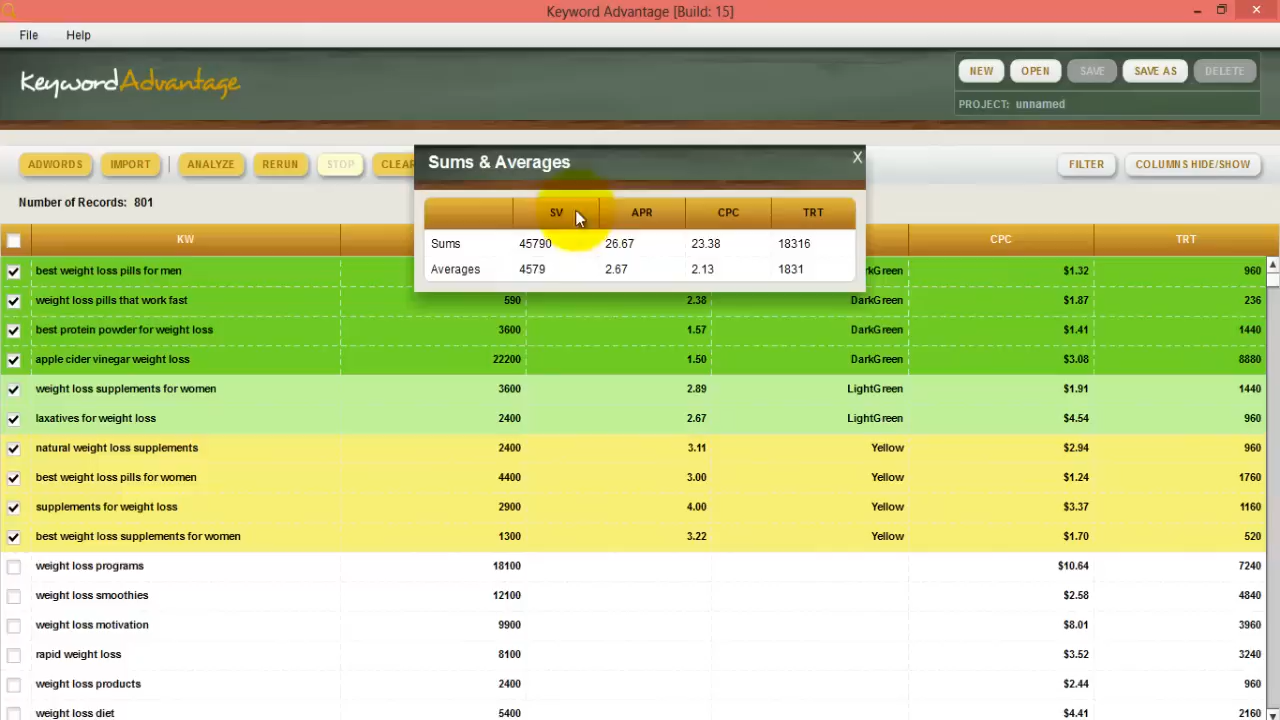 Keyword Advantage [Build: 15]
File Help
KeywordAdvantage
NEW OPEN SAVE SAVE AS DELETE
PROJECT: unnamed
ADWORDS IMPORT ANALYZE RERUN STOP CLEAR
FILTER COLUMNS HIDE/SHOW
Number of Records: 801
Sums & Averages X
SV APR CPC TRT
Sums 45790 26.67 23.38 18316
Averages 4579 2.67 2.13 1831
KW CPC TRT
best weight loss pills for men rkGreen $1.32 960
weight loss pills that work fast 590 2.38 DarkGreen $1.87 236
best protein powder for weight loss 3600 1.57 DarkGreen $1.41 1440
apple cider vinegar weight loss 22200 1.50 DarkGreen $3.08 8880
weight loss supplements for women 3600 2.89 LightGreen $1.91 1440
laxatives for weight loss 2400 2.67 LightGreen $4.54 960
natural weight loss supplements 2400 3.11 Yellow $2.94 960
best weight loss pills for women 4400 3.00 Yellow $1.24 1760
supplements for weight loss 2900 4.00 Yellow $3.37 1160
best weight loss supplements for women 1300 3.22 Yellow $1.70 520
weight loss programs 18100 $10.64 7240
weight loss smoothies 12100 $2.58 4840
weight loss motivation 9900 $8.01 3960
rapid weight loss 8100 $3.52 3240
weight loss products 2400 $2.44 960
weight loss diet 5400 $4.41 2160